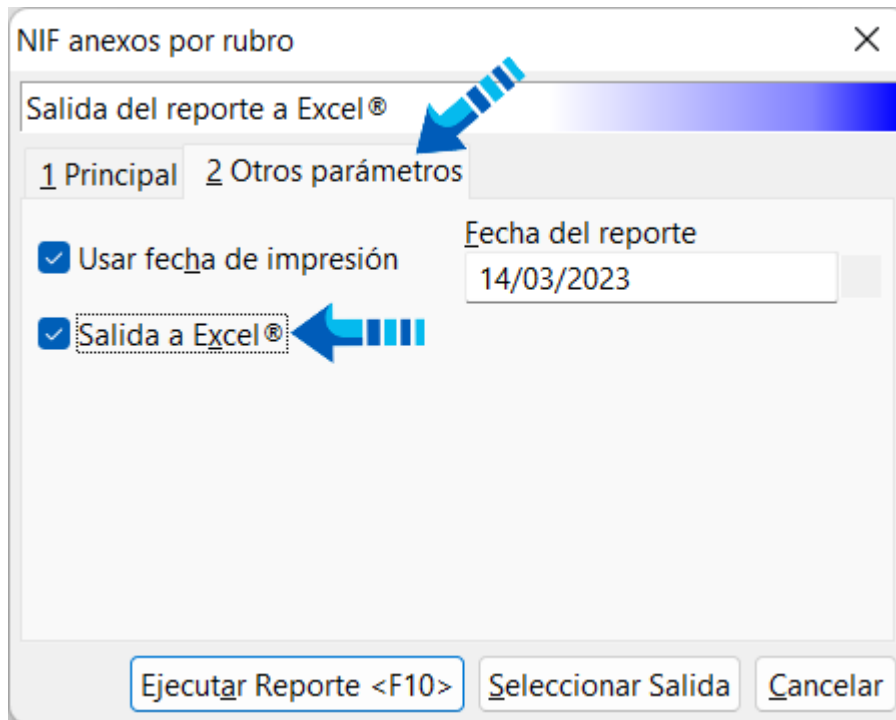 NIF anexos por rubro
Salida del reporte a Excel®
1 Principal 2 Otros parámetros
Fecha del reporte
Usar fecha de impresión
14/03/2023
Salida a Excel®
Ejecutar Reporte <F10> Seleccionar Salida Cancelar